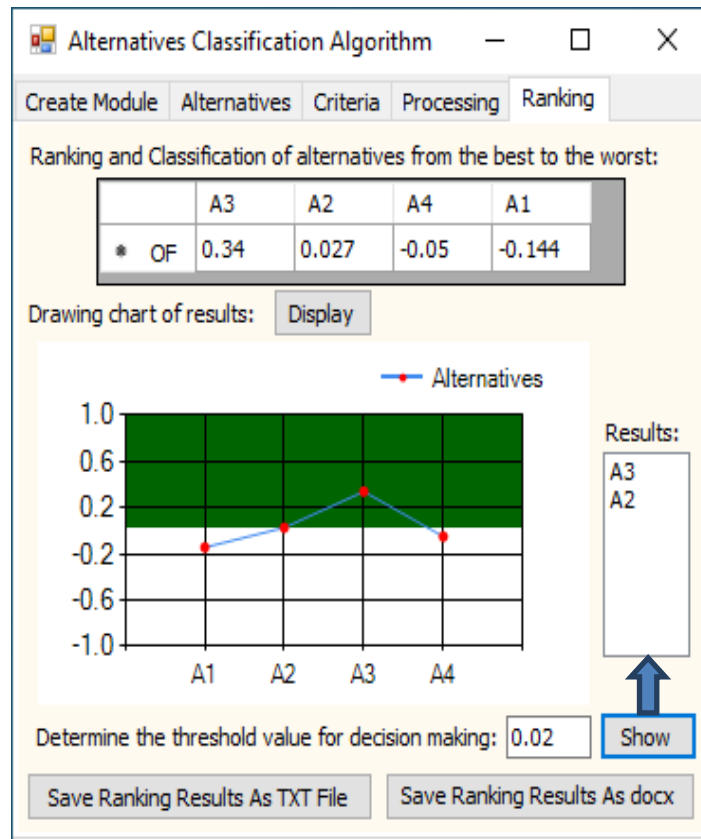 Alternatives Classification Algorithm
Create Module Alternatives Criteria Processing Ranking
Ranking and Classification of alternatives from the best to the worst:
A3 A2 A4 A1
* OF 0.34 0.027 -0.05 -0.144
Drawing chart of results: Display
Alternatives
1.0
0.6
0.2
-0.2
-0.6
-1.0
A1 A2 A3 A4
Results:
A3
A2
Determine the threshold value for decision making: 0.02 Show
Save Ranking Results As TXT File Save Ranking Results As docx